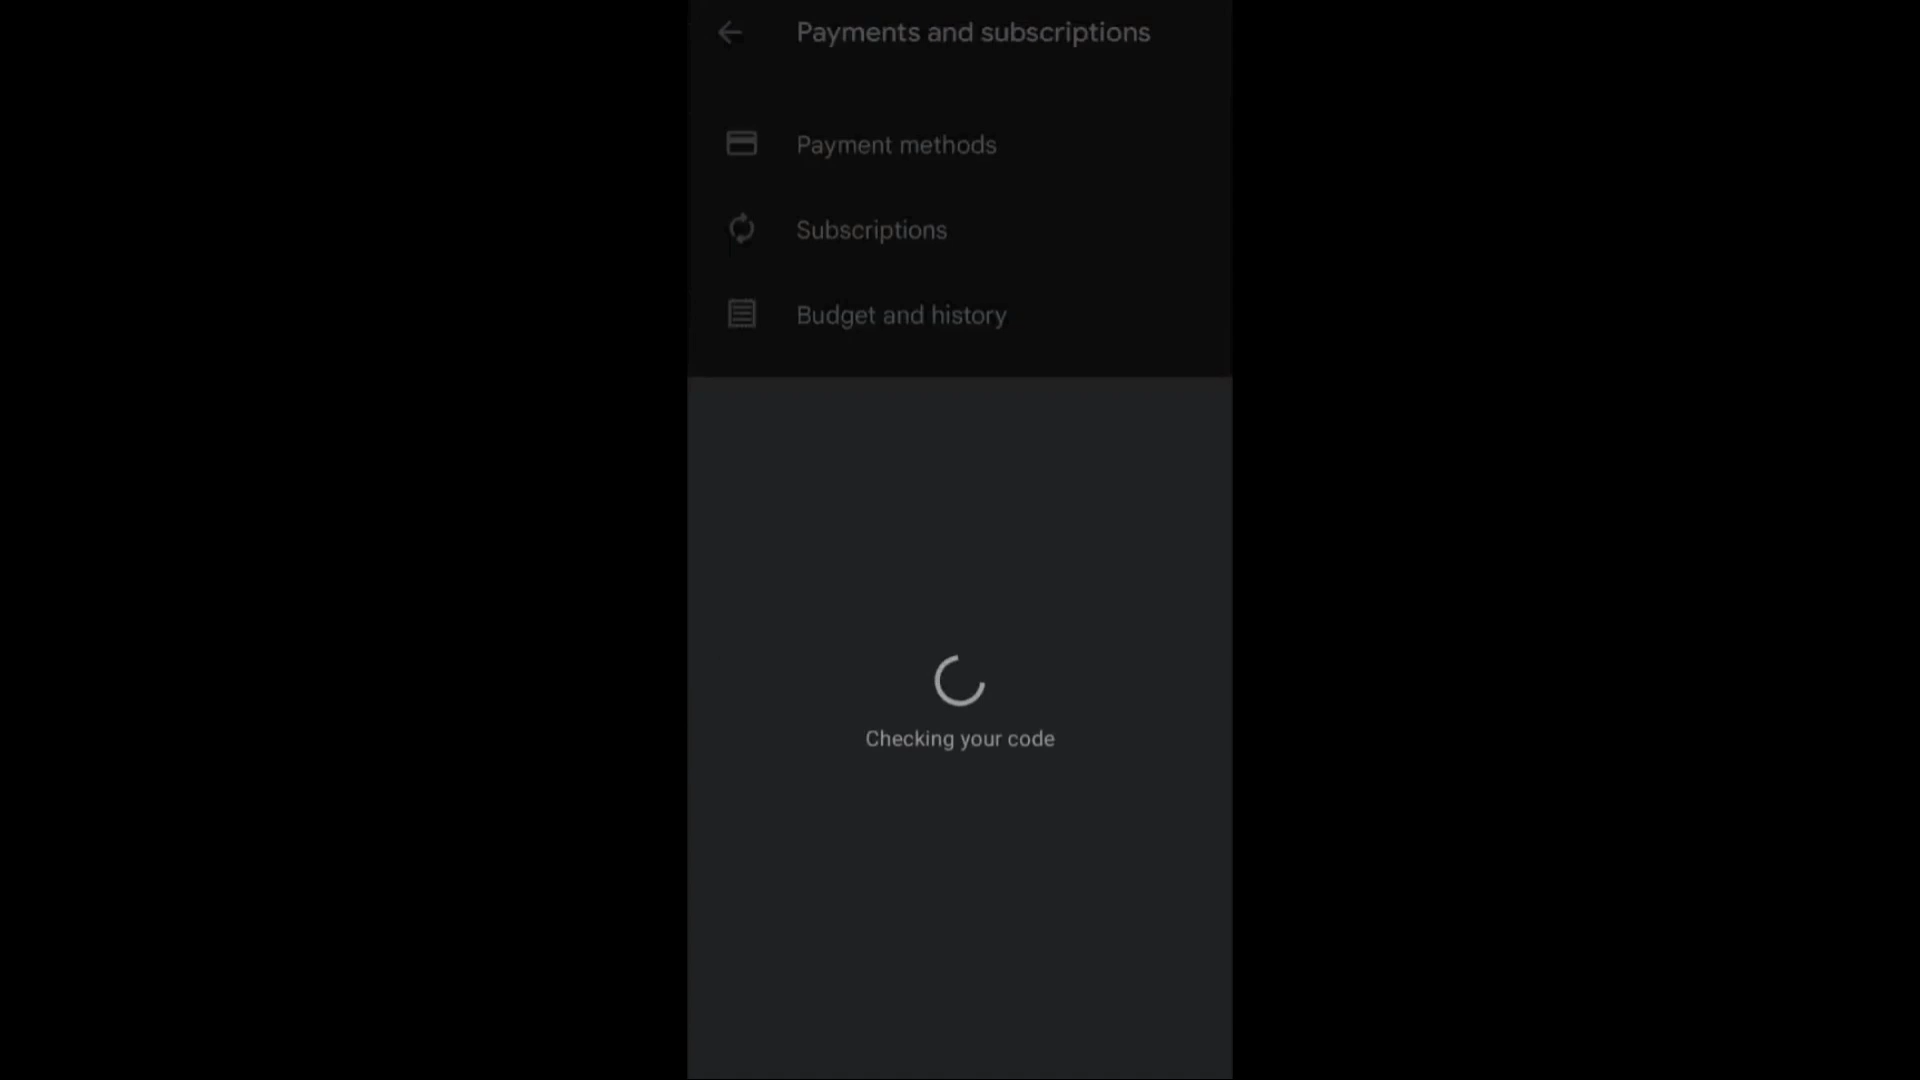 Payments and subscriptions
Payment methods
Subscriptions
Budget and history
Checking your code